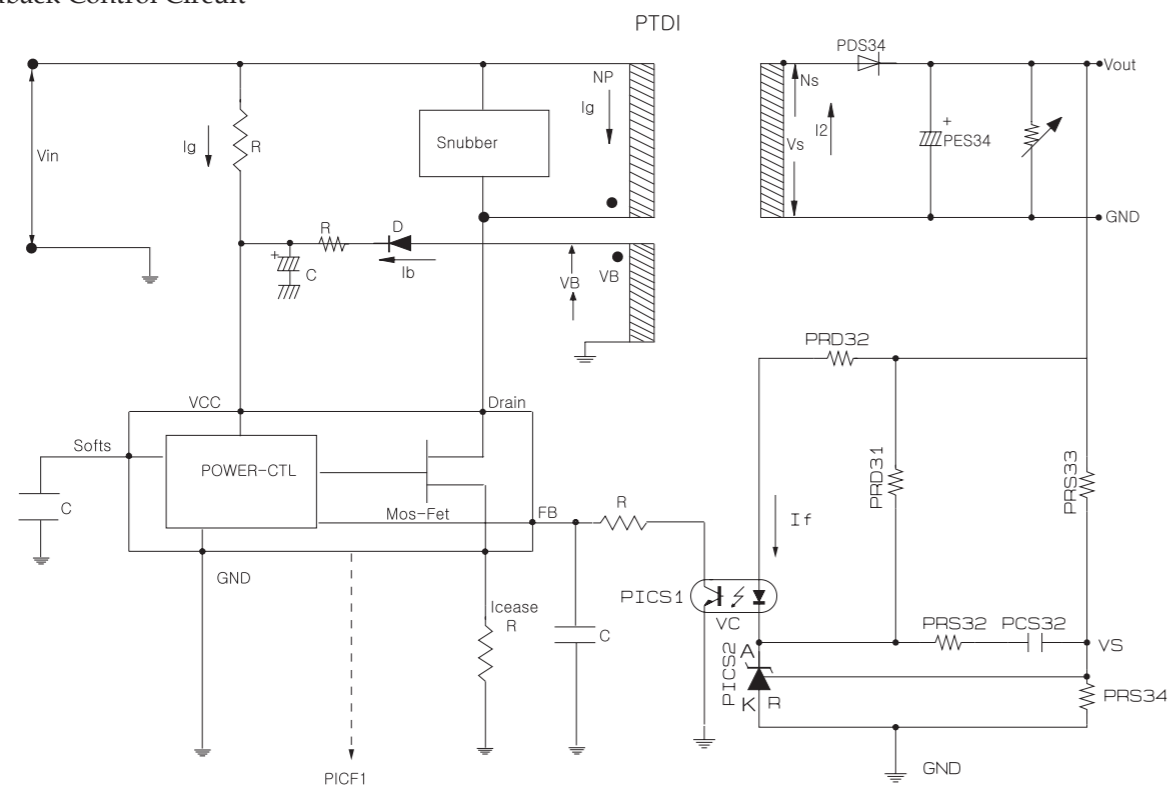 back Control Circuit
PTDI
PDS34
Vout
NP
Ns
Ig
Ig
R
Snubber
Vin
Vs
I2
+
PES34
GND
R
D
+
C
Ib
VB
VB
PRD32
VCC
Drain
Softs
POWER-CTL
PRD31
PRS33
C
Mos-Fet
FB
R
If
GND
PICS1
Icease
R
C
VC
PRS32
PCS32
VS
PICS2
A
K
R
PRS34
GND
PICF1